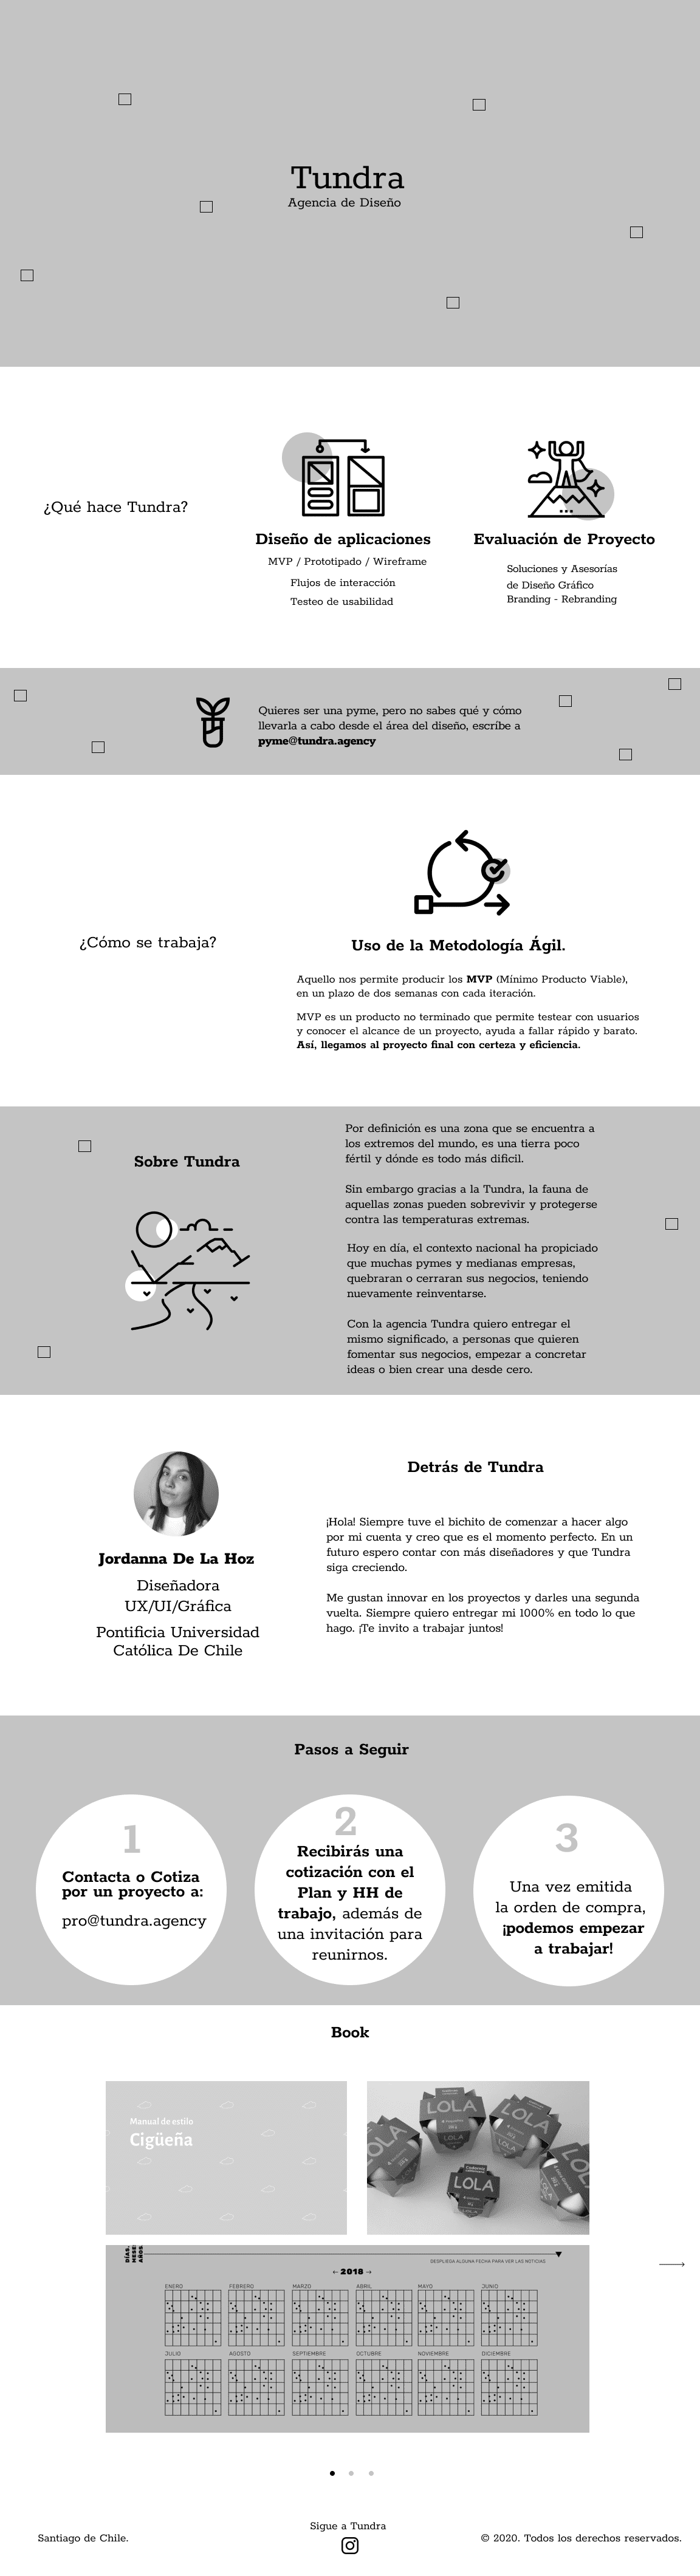 Tundra
Agencia de Diseño
¿Qué hace Tundra?
Diseño de aplicaciones
MVP / Prototipado / Wireframe
Flujos de interacción
Testeo de usabilidad
Evaluación de Proyecto
Soluciones y Asesorías
de Diseño Gráfico
Branding - Rebranding
Quieres ser una pyme, pero no sabes qué y cómo
llevarla a cabo desde el área del diseño, escríbe a
pyme@tundra.agency
¿Cómo se trabaja?
Uso de la Metodología Ágil.
Aquello nos permite producir los MVP (Mínimo Producto Viable),
en un plazo de dos semanas con cada iteración.
MVP es un producto no terminado que permite testear con usuarios
y conocer el alcance de un proyecto, ayuda a fallar rápido y barato.
Así, llegamos al proyecto final con certeza y eficiencia.
Sobre Tundra
Por definición es una zona que se encuentra a
los extremos del mundo, es una tierra poco
fértil y dónde es todo más difícil.
Sin embargo gracias a la Tundra, la fauna de
aquellas zonas pueden sobrevivir y protegerse
contra las temperaturas extremas.
Hoy en día, el contexto nacional ha propiciado
que muchas pymes y medianas empresas,
quebraran o cerraran sus negocios, teniendo
nuevamente reinventarse.
Con la agencia Tundra quiero entregar el
mismo significado, a personas que quieren
fomentar sus negocios, empezar a concretar
ideas o bien crear una desde cero.
Jordanna De La Hoz
Diseñadora
UX/UI/Gráfica
Pontificia Universidad
Católica De Chile
Detrás de Tundra
¡Hola! Siempre tuve el bichito de comenzar a hacer algo
por mi cuenta y creo que es el momento perfecto. En un
futuro espero contar con más diseñadores y que Tundra
siga creciendo.
Me gustan innovar en los proyectos y darles una segunda
vuelta. Siempre quiero entregar mi 1000% en todo lo que
hago. ¡Te invito a trabajar juntos!
Pasos a Seguir
1
Contacta o Cotiza
por un proyecto a:
pro@tundra.agency
2
Recibirás una
cotización con el
Plan y HH de
trabajo, además de
una invitación para
reunirnos.
3
Una vez emitida
la orden de compra,
¡podemos empezar
a trabajar!
Book
Manual de estilo
Cigüeña
LOLA
LOLA
LOLA
LOLA
LOLA
DÍAS,
MESES
AÑOS
DESPLIEGA ALGUNA FECHA PARA VER LAS NOTICIAS
← 2018 →
ENERO FEBRERO MARZO ABRIL MAYO JUNIO
JULIO AGOSTO SEPTIEMBRE OCTUBRE NOVIEMBRE DICIEMBRE
Santiago de Chile.
Sigue a Tundra
© 2020. Todos los derechos reservados.